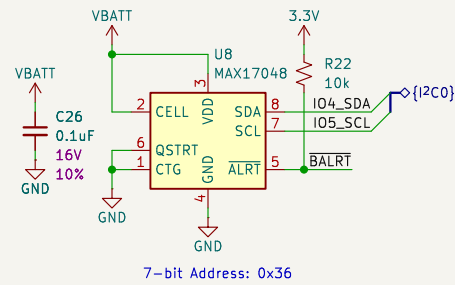 VBATT
3.3V
U8
MAX17048
R22
10k
{I²C0}
VBATT
3
2
CELL
VDD
SDA
8
IO4_SDA
SCL
7
IO5_SCL
C26
0.1uF
16V
10%
6
QSTRT
1
CTG
GND
ALRT
5
BALRT
GND
4
GND
GND
7-bit Address: 0x36